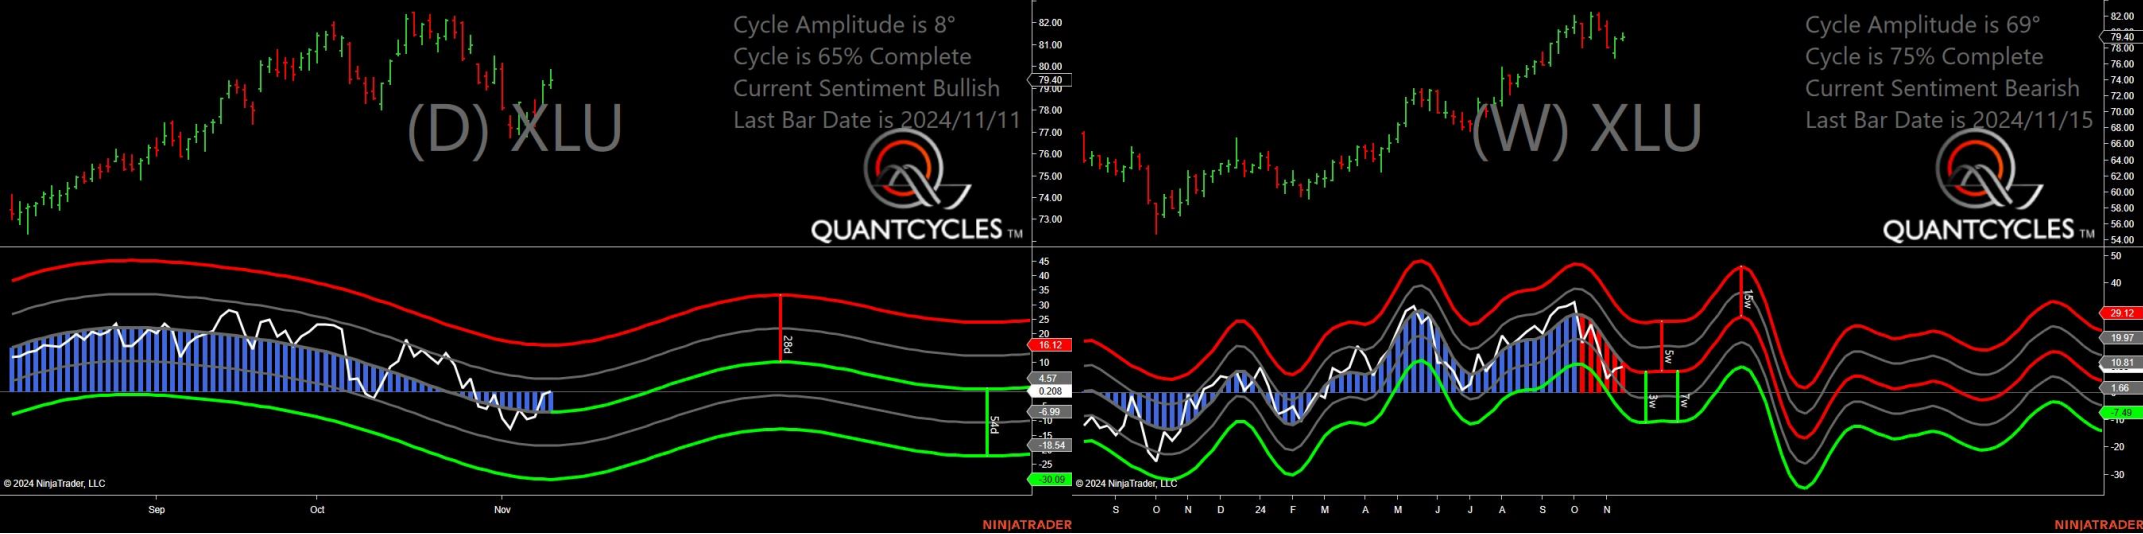 Cycle Amplitude is 8°
Cycle is 65% Complete
Current Sentiment Bullish
Last Bar Date is 2024/11/11
(D) XLU
QUANTCYCLES TM
82.00
81.00
80.00
79.40
79.00
78.00
77.00
76.00
75.00
74.00
73.00
45
40
35
30
25
20
16.12
10
4.57
0.208
-6.99
-10
-15
-18.54
-25
-30.09
28d
54d
© 2024 NinjaTrader, LLC
Sep
Oct
Nov
NINJATRADER
Cycle Amplitude is 69°
Cycle is 75% Complete
Current Sentiment Bearish
Last Bar Date is 2024/11/15
(W) XLU
QUANTCYCLES TM
82.00
79.40
78.00
76.00
74.00
72.00
70.00
68.00
66.00
64.00
62.00
60.00
58.00
56.00
54.00
50
40
29.12
19.97
10.81
1.66
-7.49
-10
-20
-30
15w
5w
3w
7w
© 2024 NinjaTrader, LLC
S
O
N
D
24
F
M
A
M
J
J
A
S
O
N
NINJATRADER